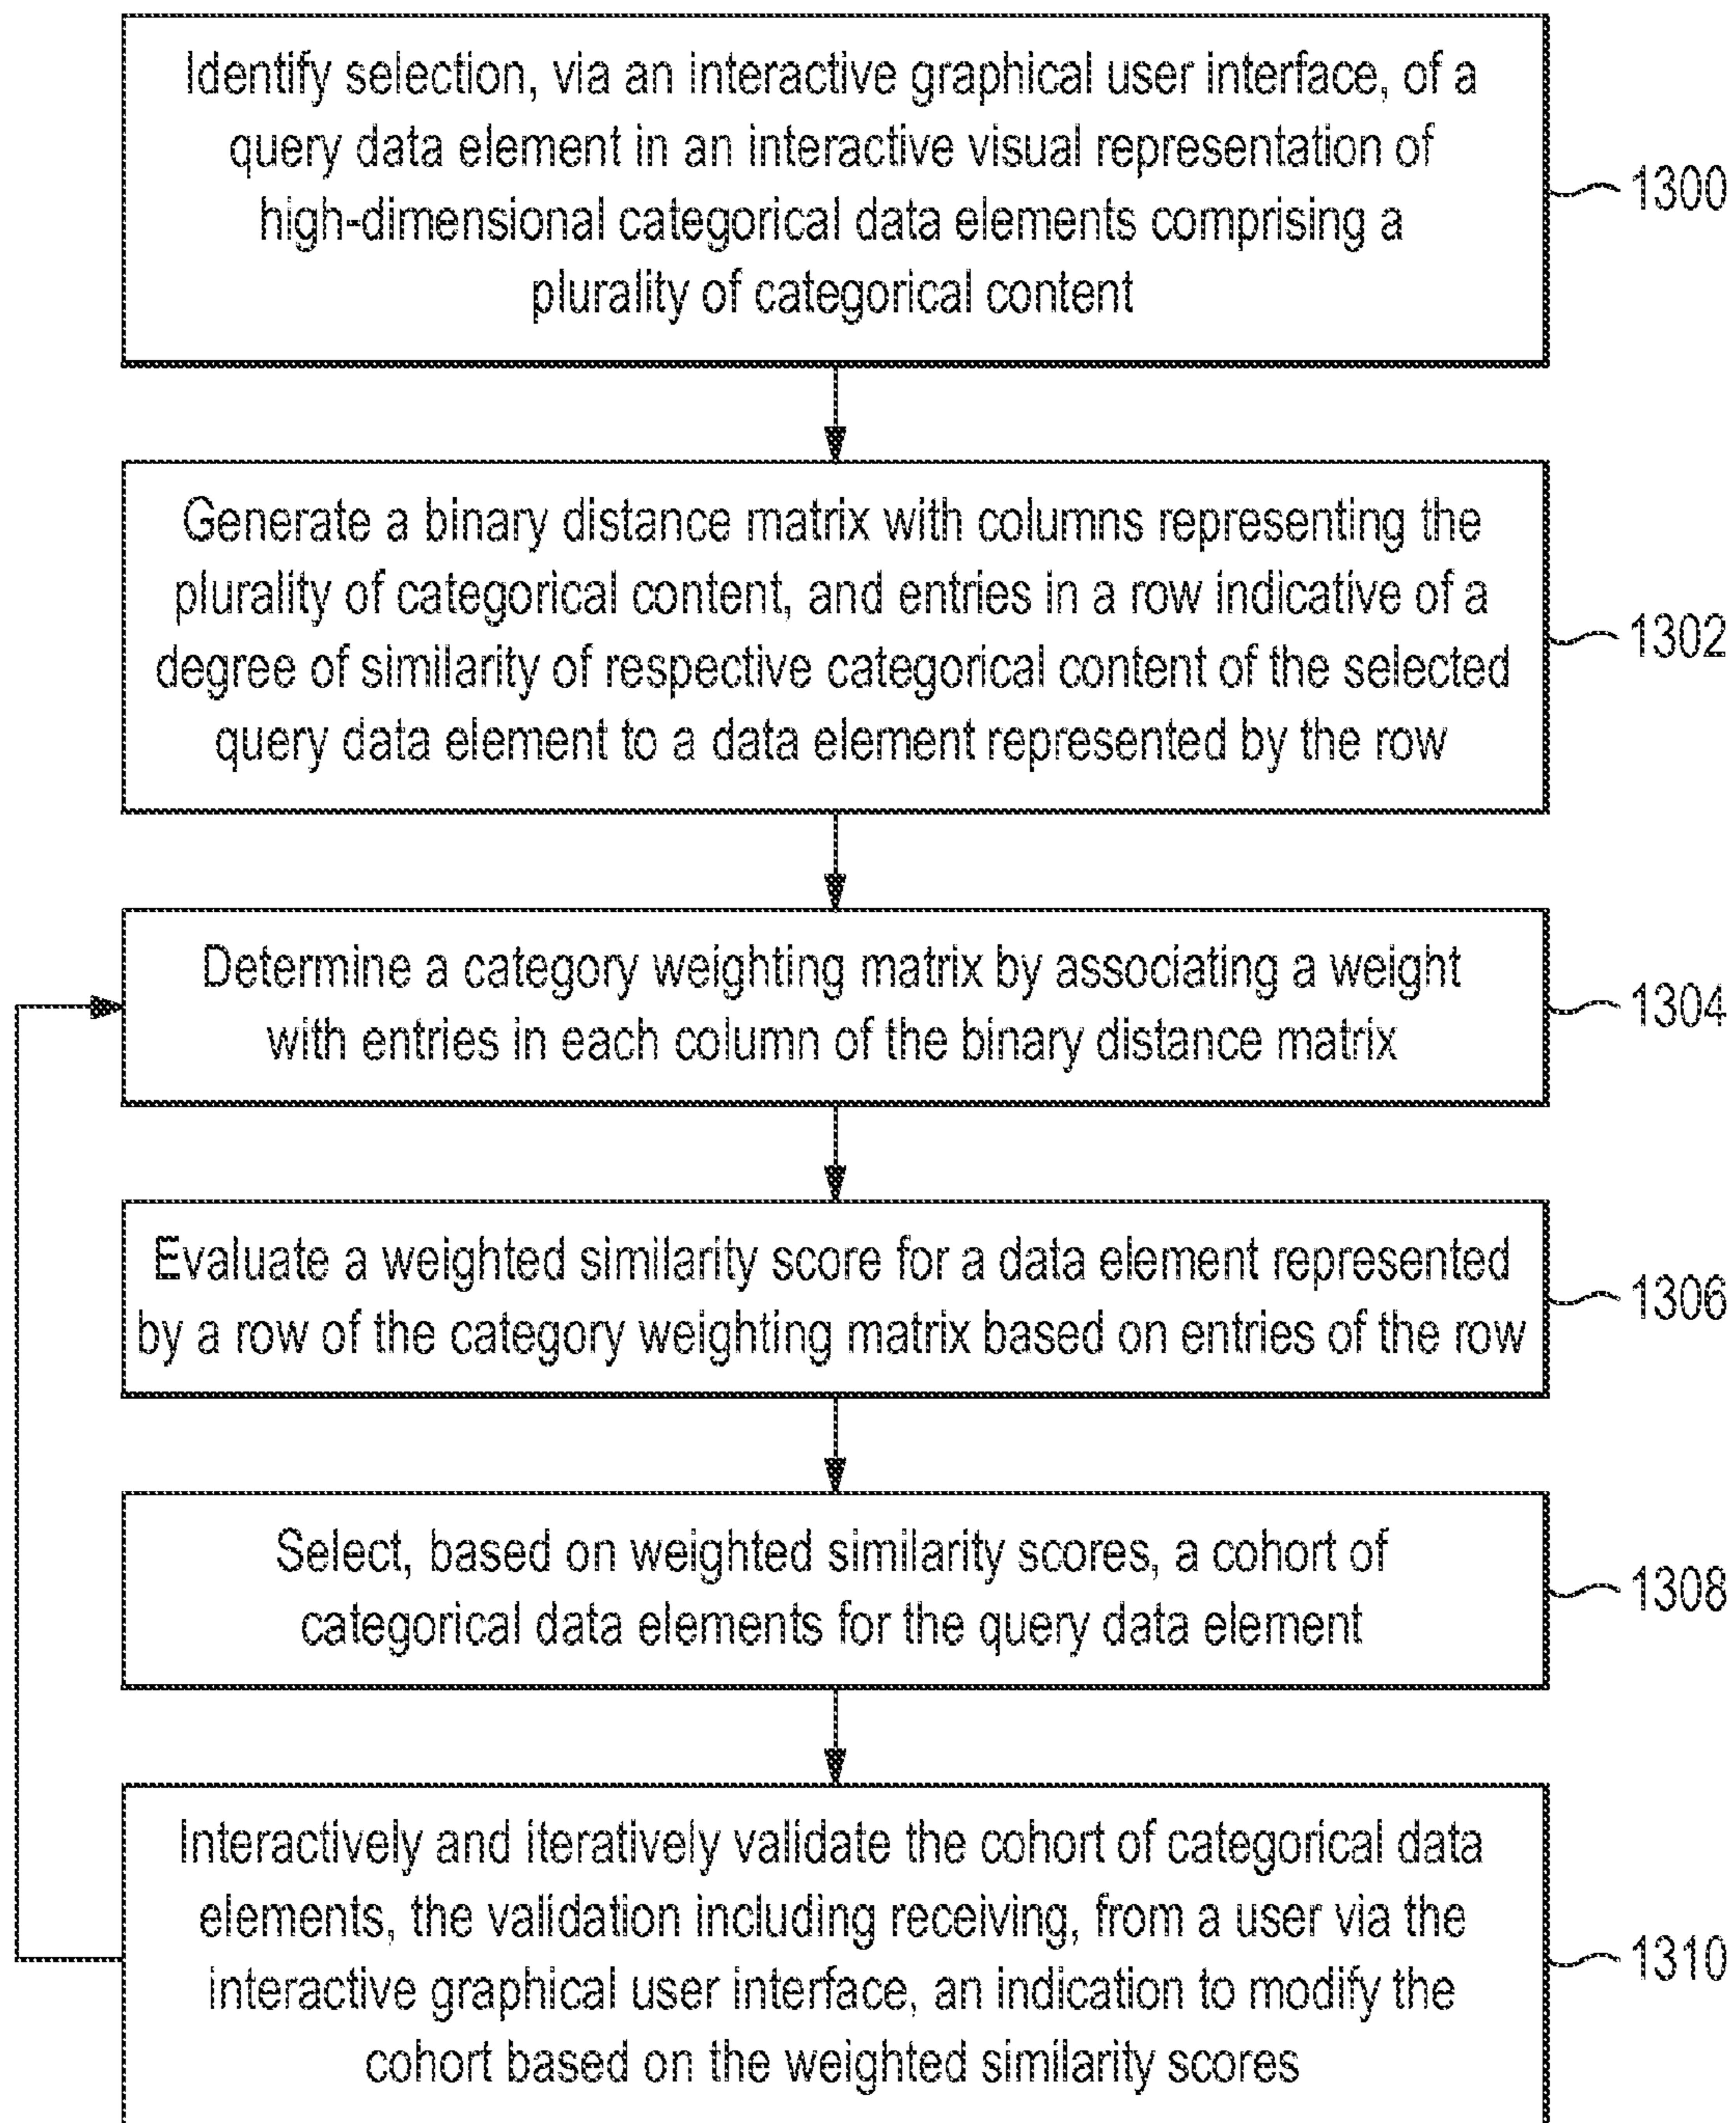 Identify selection, via an interactive graphical user interface, of a
query data element in an interactive visual representation of
high-dimensional categorical data elements comprising a
plurality of categorical content
1300
Generate a binary distance matrix with columns representing the
plurality of categorical content, and entries in a row indicative of a
degree of similarity of respective categorical content of the selected
query data element to a data element represented by the row
1302
Determine a category weighting matrix by associating a weight
with entries in each column of the binary distance matrix
1304
Evaluate a weighted similarity score for a data element represented
by a row of the category weighting matrix based on entries of the row
1306
Select, based on weighted similarity scores, a cohort of
categorical data elements for the query data element
1308
Interactively and iteratively validate the cohort of categorical data
elements, the validation including receiving, from a user via the
interactive graphical user interface, an indication to modify the
cohort based on the weighted similarity scores
1310